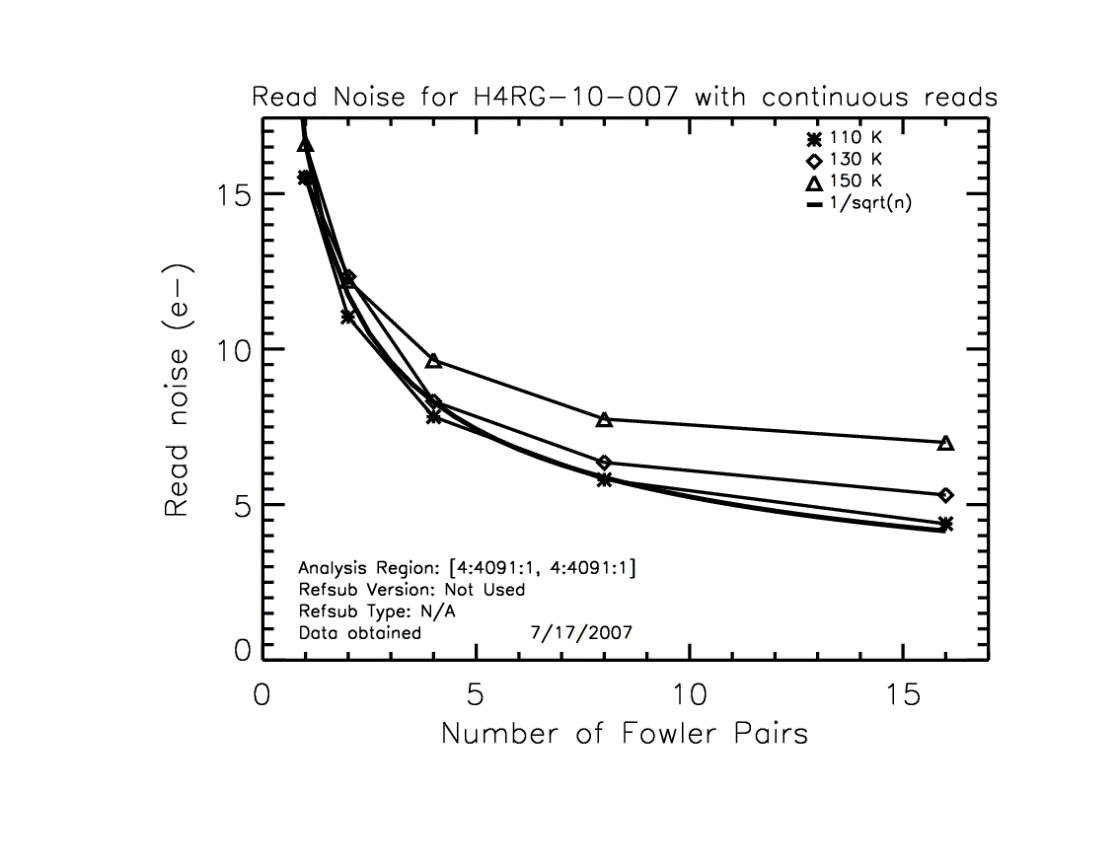 Read Noise for H4RG-10-007 with continuous reads
110 K
130 K
150 K
1/sqrt(n)
15
10
5
0
Read noise (e-)
Analysis Region: [4:4091:1, 4:4091:1]
Refsub Version: Not Used
Refsub Type: N/A
Data obtained 7/17/2007
0 5 10 15
Number of Fowler Pairs